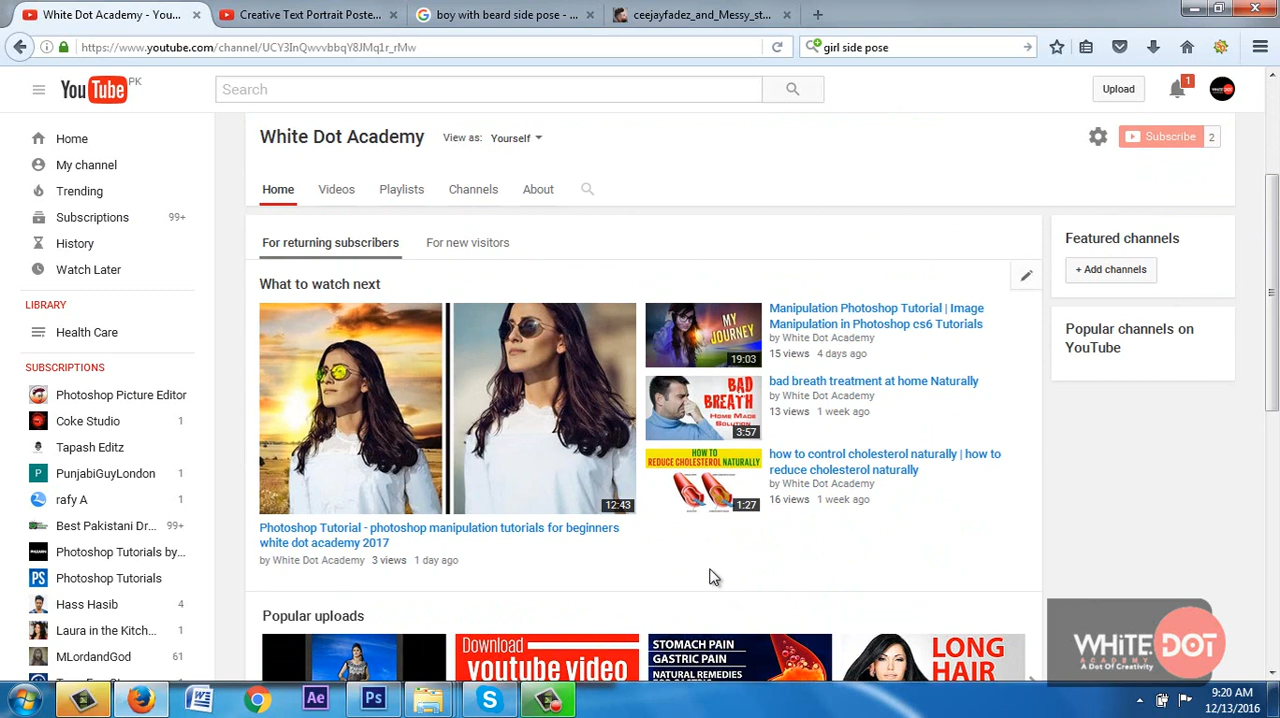 White Dot Academy - You...
Creative Text Portrait Poste...
boy with beard side pose - ...
ceejayfadez_and_Messy_st...
https://www.youtube.com/channel/UCY3InQwvvbbqY8JMq1r_rMw
girl side pose
YouTube PK
Search
Upload
1
White Dot Academy
View as: Yourself
Subscribe 2
Home
My channel
Trending
Subscriptions 99+
History
Watch Later
LIBRARY
Health Care
SUBSCRIPTIONS
Photoshop Picture Editor
Coke Studio 1
Tapash Editz
PunjabiGuyLondon 1
rafy A 1
Best Pakistani Dr... 99+
Photoshop Tutorials by...
Photoshop Tutorials
Hass Hasib 4
Laura in the Kitch... 1
MLordandGod 61
Home Videos Playlists Channels About
For returning subscribers
For new visitors
What to watch next
12:43
Photoshop Tutorial - photoshop manipulation tutorials for beginners
white dot academy 2017
by White Dot Academy 3 views 1 day ago
MY
JOURNEY
19:03
Manipulation Photoshop Tutorial | Image
Manipulation in Photoshop cs6 Tutorials
by White Dot Academy
15 views 4 days ago
BAD
BREATH
HOME MADE
SOLUTION
3:57
bad breath treatment at home Naturally
by White Dot Academy
13 views 1 week ago
HOW TO
REDUCE CHOLESTEROL NATURALLY
1:27
how to control cholesterol naturally | how to
reduce cholesterol naturally
by White Dot Academy
16 views 1 week ago
Featured channels
+ Add channels
Popular channels on
YouTube
Popular uploads
Download
youtube video
STOMACH PAIN
GASTRIC PAIN
NATURAL REMEDIES
LONG
HAIR
WHITE DOT
ACADEMY
A Dot Of Creativity
W
Ae
Ps
S
9:20 AM
12/13/2016